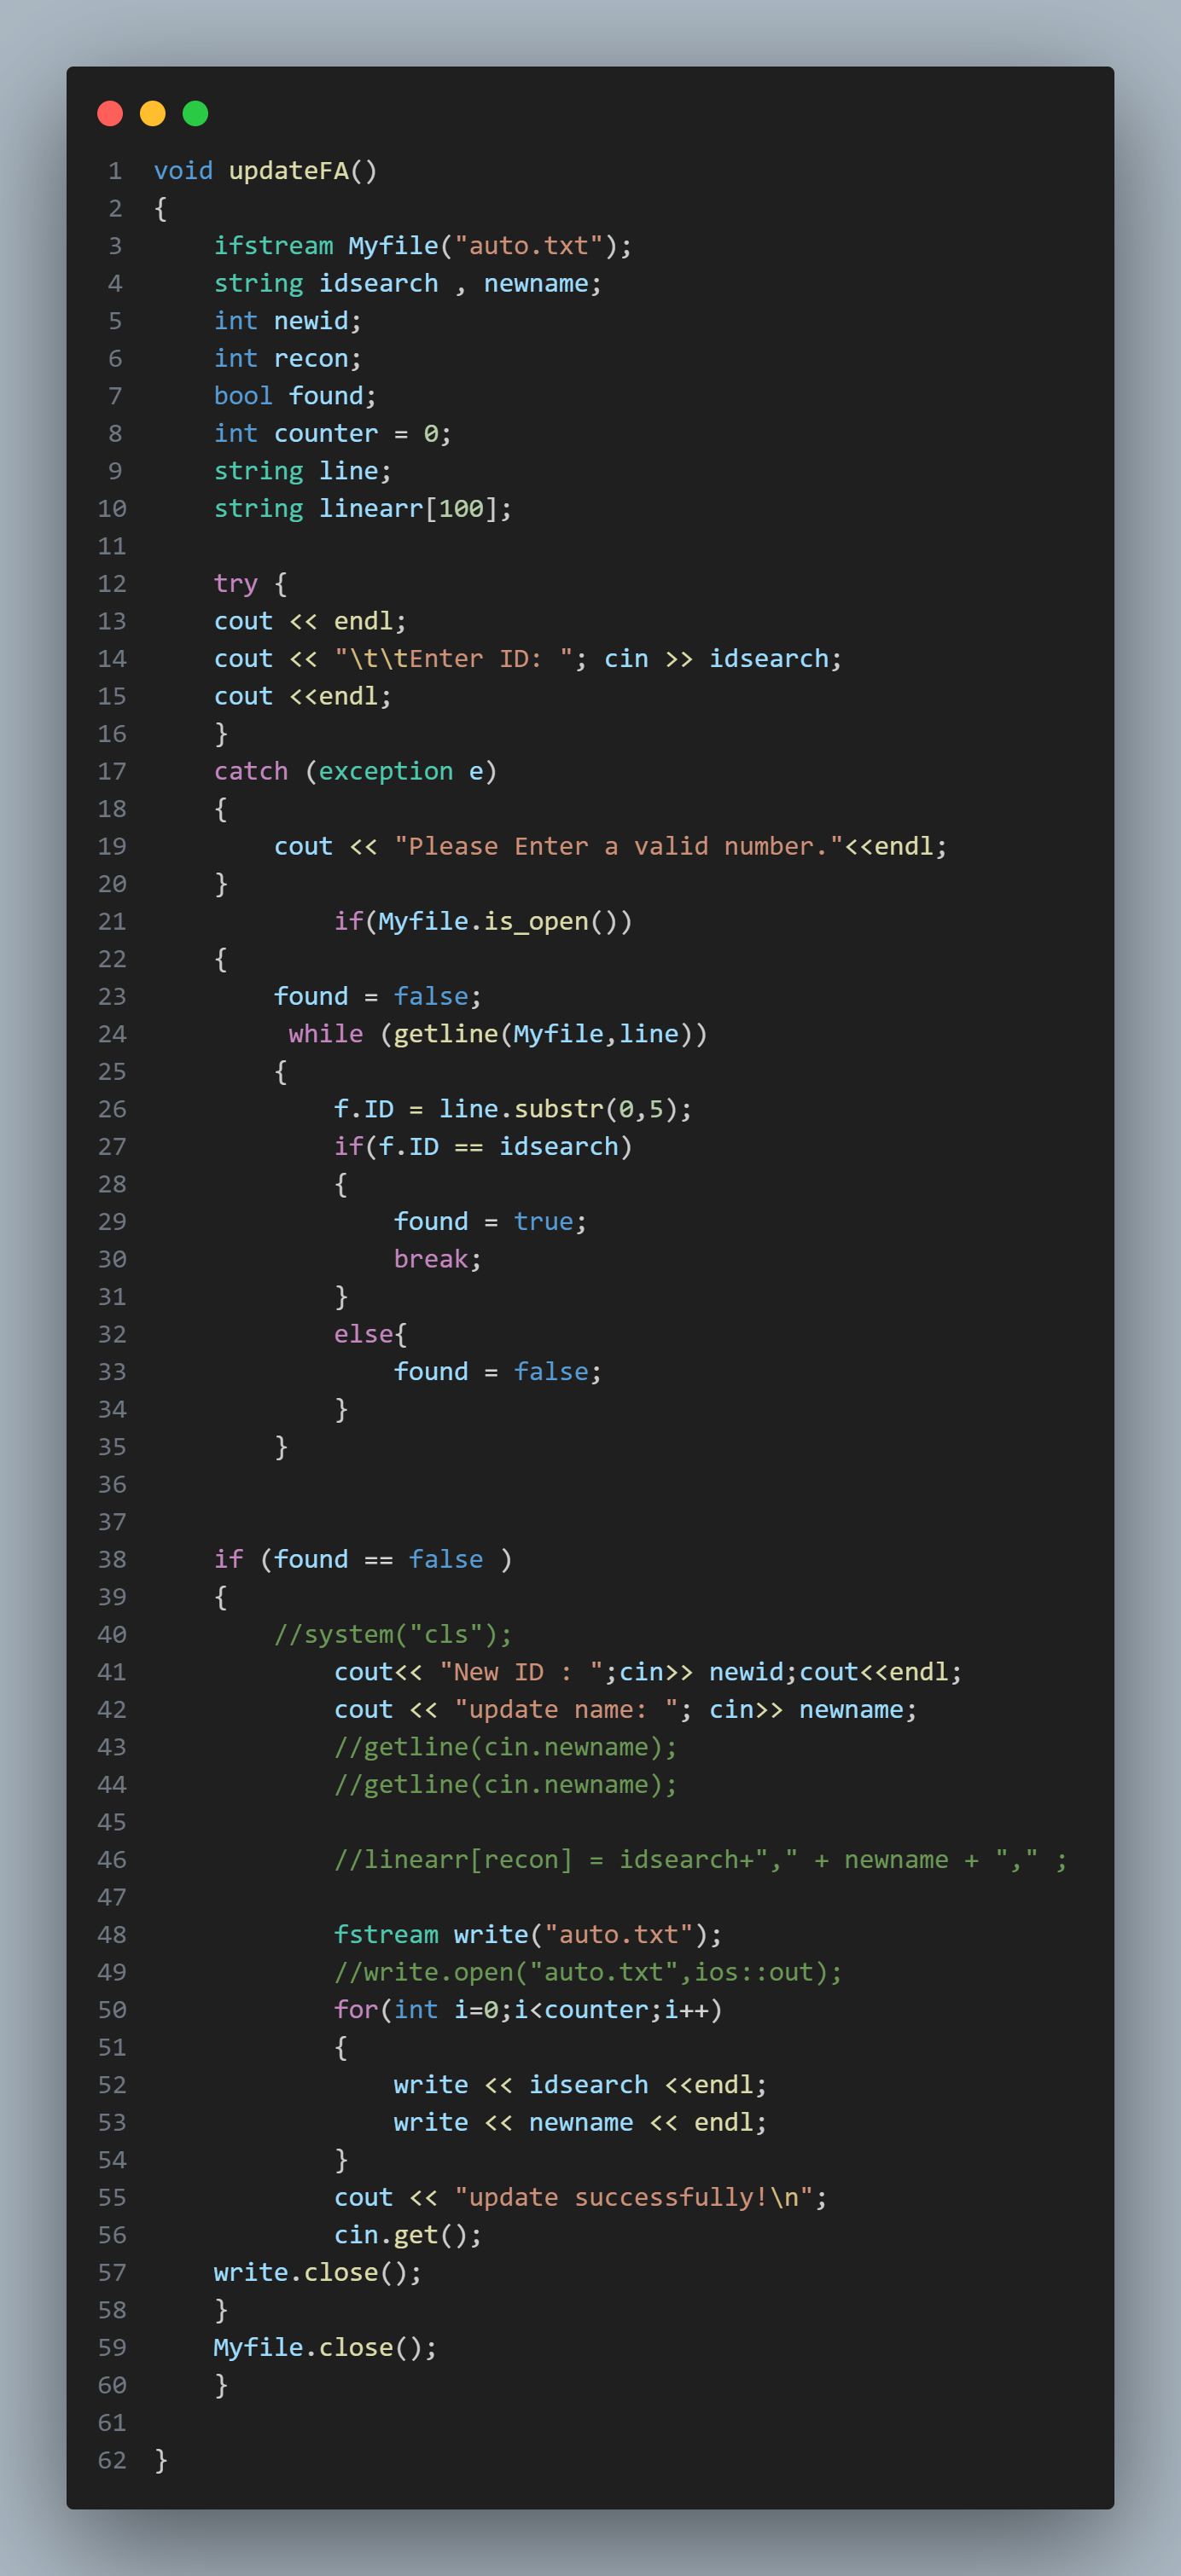 1 void updateFA()
2 {
3     ifstream Myfile("auto.txt");
4     string idsearch , newname;
5     int newid;
6     int recon;
7     bool found;
8     int counter = 0;
9     string line;
10     string linearr[100];
11
12     try {
13     cout << endl;
14     cout << "\t\tEnter ID: "; cin >> idsearch;
15     cout <<endl;
16     }
17     catch (exception e)
18     {
19         cout << "Please Enter a valid number."<<endl;
20     }
21             if(Myfile.is_open())
22     {
23         found = false;
24          while (getline(Myfile,line))
25         {
26             f.ID = line.substr(0,5);
27             if(f.ID == idsearch)
28             {
29                 found = true;
30                 break;
31             }
32             else{
33                 found = false;
34             }
35         }
36
37
38     if (found == false )
39     {
40         //system("cls");
41             cout<< "New ID : ";cin>> newid;cout<<endl;
42             cout << "update name: "; cin>> newname;
43             //getline(cin.newname);
44             //getline(cin.newname);
45
46             //linearr[recon] = idsearch+"," + newname + "," ;
47
48             fstream write("auto.txt");
49             //write.open("auto.txt",ios::out);
50             for(int i=0;i<counter;i++)
51             {
52                 write << idsearch <<endl;
53                 write << newname << endl;
54             }
55             cout << "update successfully!\n";
56             cin.get();
57     write.close();
58     }
59     Myfile.close();
60     }
61
62 }